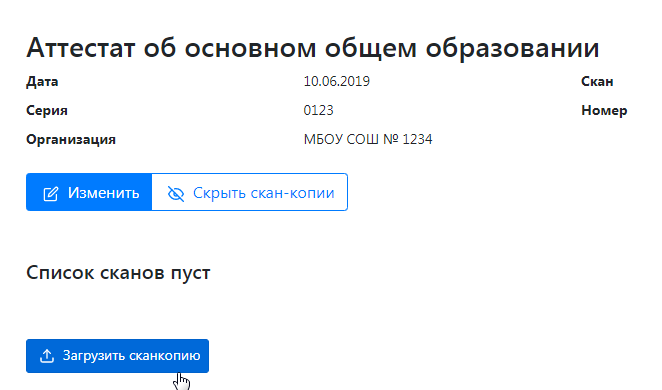 Аттестат об основном общем образовании
Дата 10.06.2019 Скан
Серия 0123 Номер
Организация МБОУ СОШ № 1234
Изменить Скрыть скан-копии
Список сканов пуст
Загрузить сканкопию